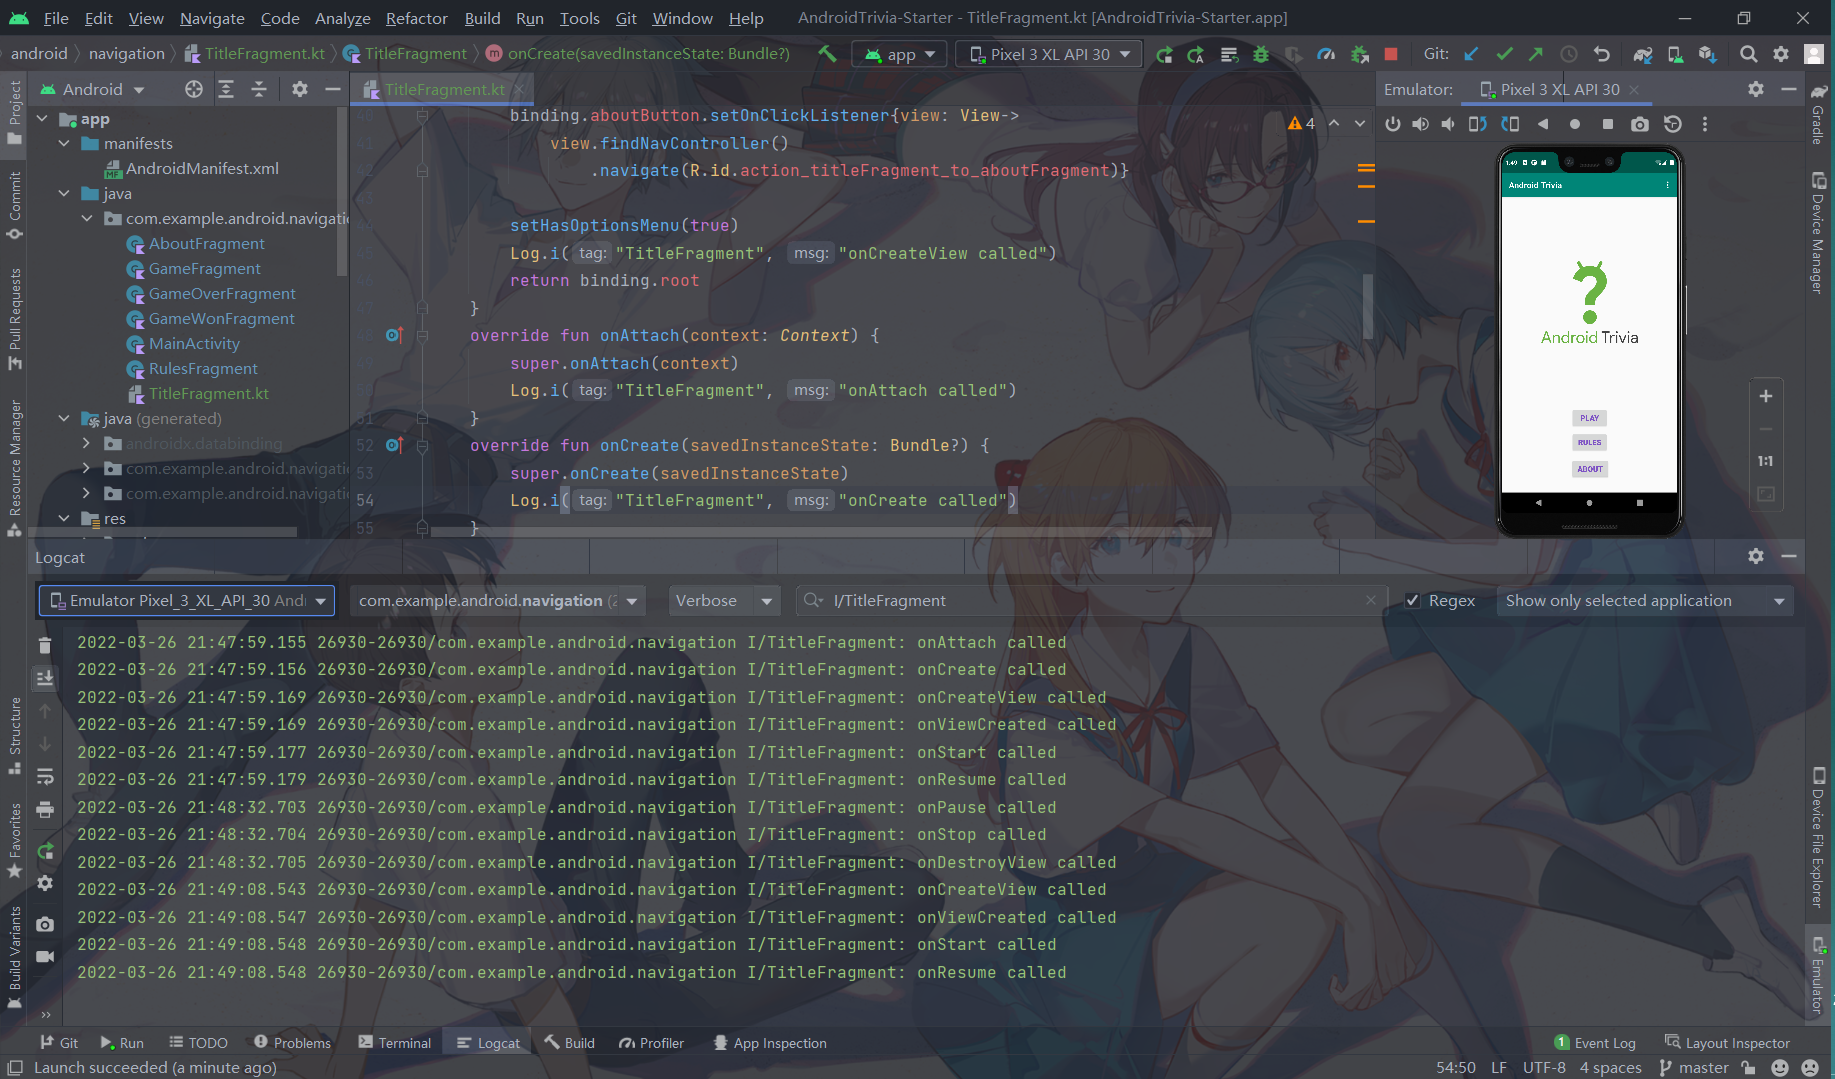 File Edit View Navigate Code Analyze Refactor Build Run Tools Git Window Help AndroidTrivia-Starter - TitleFragment.kt [AndroidTrivia-Starter.app]
android navigation TitleFragment.kt TitleFragment onCreate(savedInstanceState: Bundle?) app Pixel 3 XL API 30 Git:
Android
TitleFragment.kt
Emulator: Pixel 3 XL API 30
Project
Commit
Pull Requests
Resource Manager
Structure
Favorites
Build Variants
app
manifests
AndroidManifest.xml
java
com.example.android.navigati
AboutFragment
GameFragment
GameOverFragment
GameWonFragment
MainActivity
RulesFragment
TitleFragment.kt
java (generated)
androidx.databinding
com.example.android.navigati
com.example.android.navigati
res
binding.aboutButton.setOnClickListener{view: View->
4
41 view.findNavController()
42 .navigate(R.id.action_titleFragment_to_aboutFragment)}
43
setHasOptionsMenu(true)
45 Log.i( tag: "TitleFragment", msg: "onCreateView called")
46 return binding.root
47 }
48 override fun onAttach(context: Context) {
super.onAttach(context)
Log.i( tag: "TitleFragment", msg: "onAttach called")
51 }
52 override fun onCreate(savedInstanceState: Bundle?) {
53 super.onCreate(savedInstanceState)
54 Log.i( tag: "TitleFragment", msg: "onCreate called")
55 }
1:49
Android Trivia
Android Trivia
PLAY
RULES
ABOUT
1:1
Gradle
Device Manager
Device File Explorer
Emulator
Logcat
Emulator Pixel_3_XL_API_30 And com.example.android.navigation (2 Verbose I/TitleFragment Regex Show only selected application
2022-03-26 21:47:59.155 26930-26930/com.example.android.navigation I/TitleFragment: onAttach called
2022-03-26 21:47:59.156 26930-26930/com.example.android.navigation I/TitleFragment: onCreate called
2022-03-26 21:47:59.169 26930-26930/com.example.android.navigation I/TitleFragment: onCreateView called
2022-03-26 21:47:59.169 26930-26930/com.example.android.navigation I/TitleFragment: onViewCreated called
2022-03-26 21:47:59.177 26930-26930/com.example.android.navigation I/TitleFragment: onStart called
2022-03-26 21:47:59.179 26930-26930/com.example.android.navigation I/TitleFragment: onResume called
2022-03-26 21:48:32.703 26930-26930/com.example.android.navigation I/TitleFragment: onPause called
2022-03-26 21:48:32.704 26930-26930/com.example.android.navigation I/TitleFragment: onStop called
2022-03-26 21:48:32.705 26930-26930/com.example.android.navigation I/TitleFragment: onDestroyView called
2022-03-26 21:49:08.543 26930-26930/com.example.android.navigation I/TitleFragment: onCreateView called
2022-03-26 21:49:08.547 26930-26930/com.example.android.navigation I/TitleFragment: onViewCreated called
2022-03-26 21:49:08.548 26930-26930/com.example.android.navigation I/TitleFragment: onStart called
2022-03-26 21:49:08.548 26930-26930/com.example.android.navigation I/TitleFragment: onResume called
Git Run TODO Problems Terminal Logcat Build Profiler App Inspection 1 Event Log Layout Inspector
Launch succeeded (a minute ago) 54:50 LF UTF-8 4 spaces master